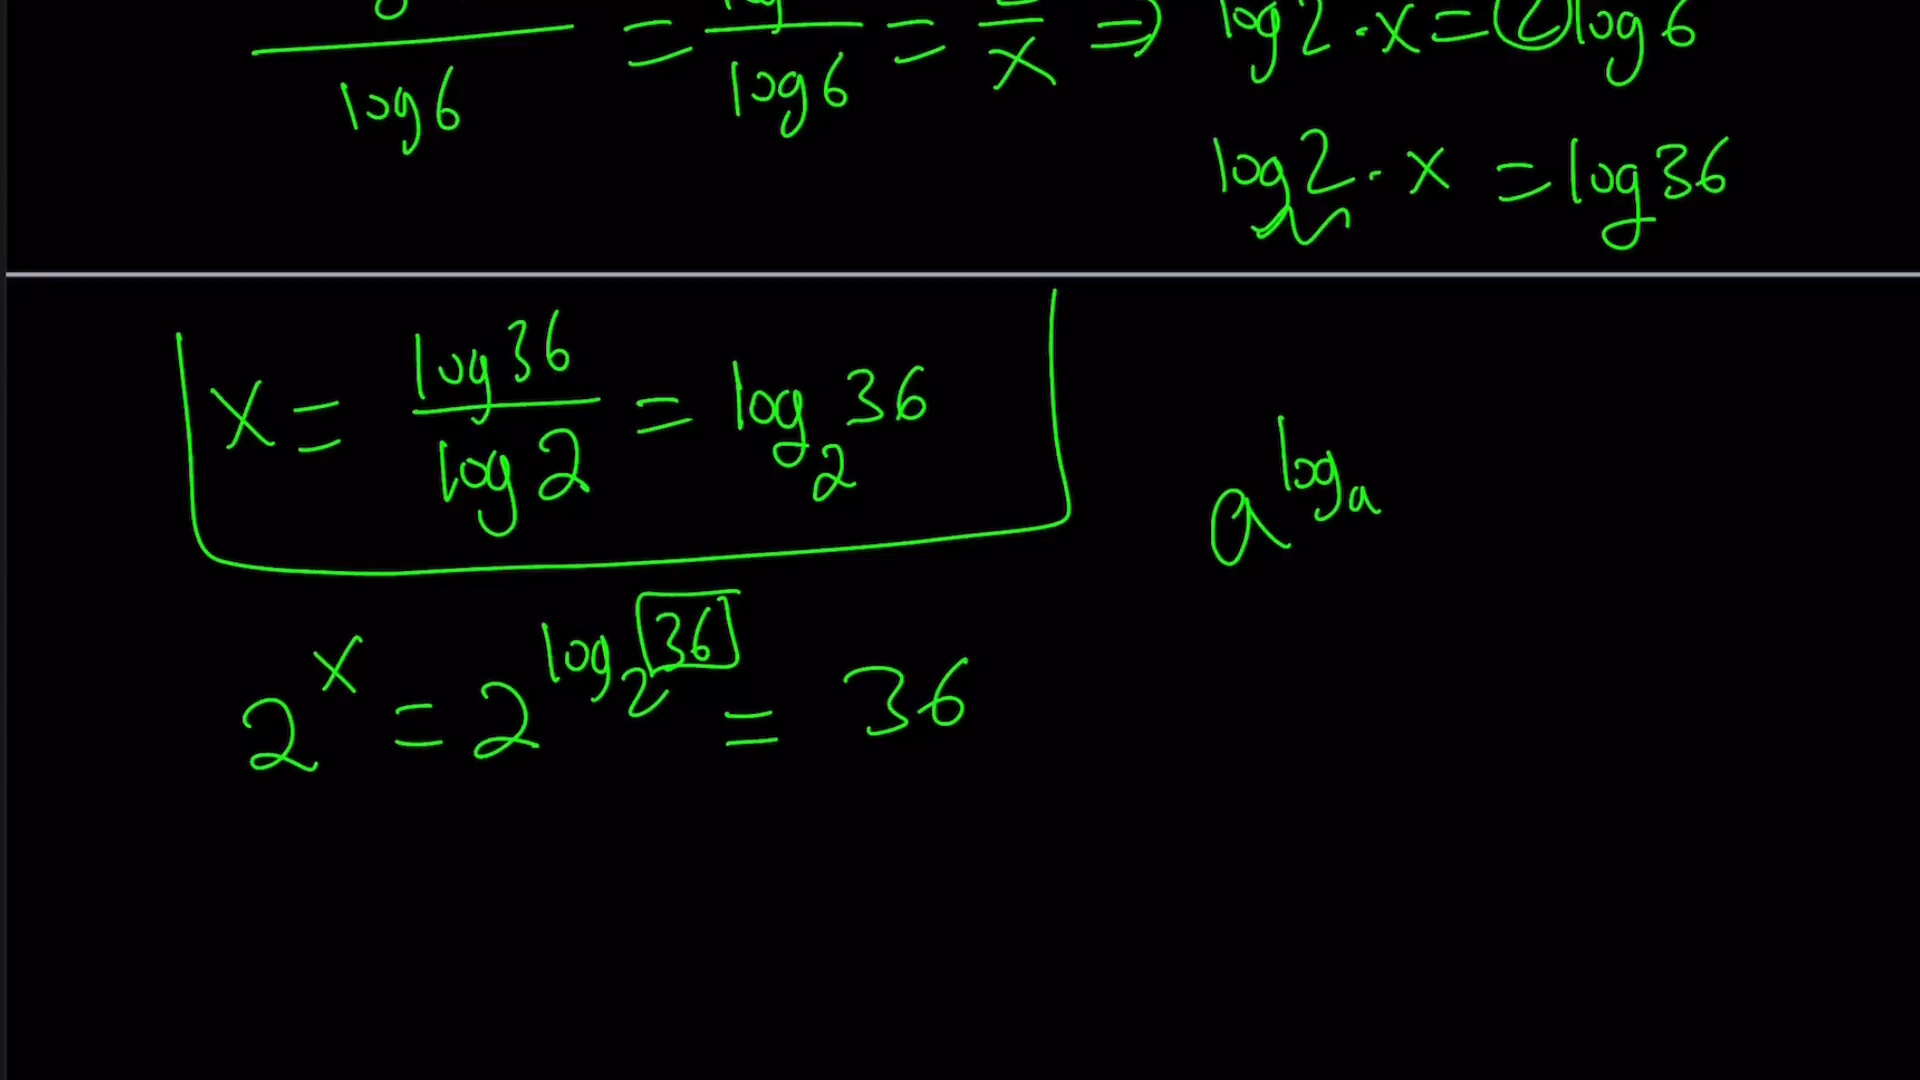 log 6 = log 6 = x ⇒ log 2 · x = 2 log 6
log 2 · x = log 36
x = log 36 / log 2 = log₂ 36
a^log_a
2^x = 2^log₂ 36 = 36